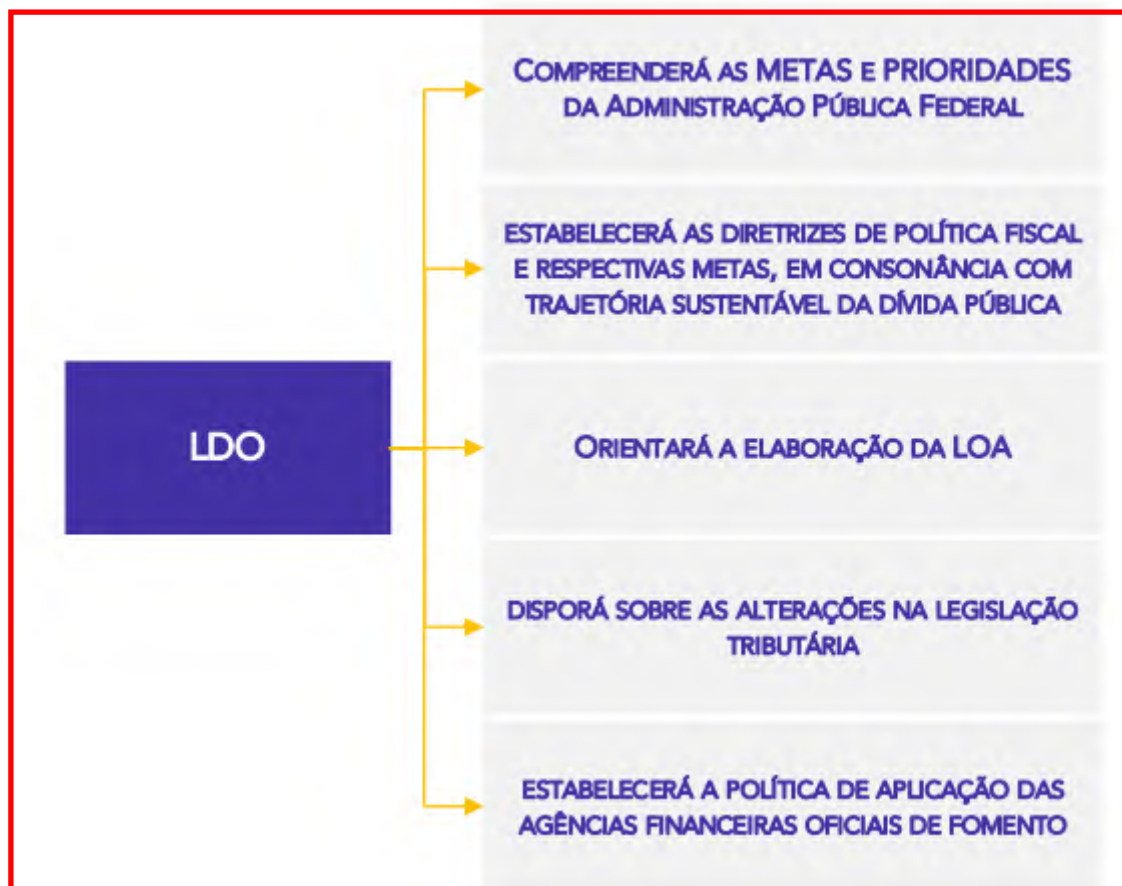 COMPREENDERÁ AS METAS E PRIORIDADES
DA ADMINISTRAÇÃO PÚBLICA FEDERAL
ESTABELECERÁ AS DIRETRIZES DE POLÍTICA FISCAL
E RESPECTIVAS METAS, EM CONSONÂNCIA COM
TRAJETÓRIA SUSTENTÁVEL DA DÍVIDA PÚBLICA
LDO
ORIENTARÁ A ELABORAÇÃO DA LOA
DISPORÁ SOBRE AS ALTERAÇÕES NA LEGISLAÇÃO
TRIBUTÁRIA
ESTABELECERÁ A POLÍTICA DE APLICAÇÃO DAS
AGÊNCIAS FINANCEIRAS OFICIAIS DE FOMENTO